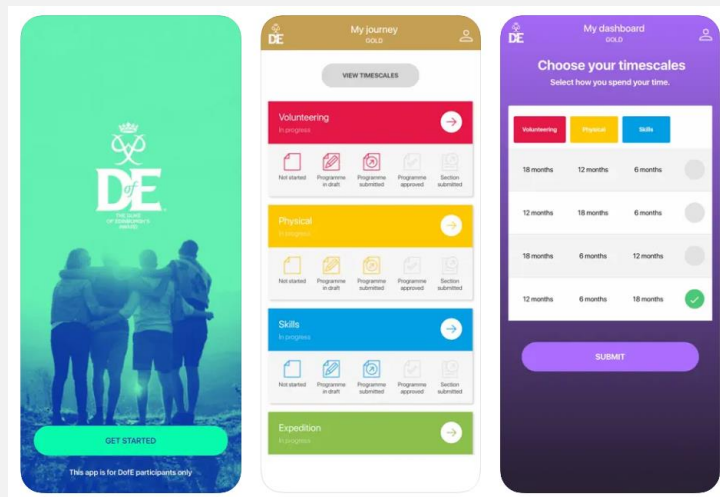 DofE
THE DUKE
OF EDINBURGH'S
AWARD
GET STARTED
This app is for DofE participants only
DofE
My journey
GOLD
VIEW TIMESCALES
Volunteering
In progress
Not started
Programme
in draft
Programme
submitted
Programme
approved
Section
submitted
Physical
In progress
Not started
Programme
in draft
Programme
submitted
Programme
approved
Section
submitted
Skills
In progress
Not started
Programme
in draft
Programme
submitted
Programme
approved
Section
submitted
Expedition
In progress
DofE
My dashboard
GOLD
Choose your timescales
Select how you spend your time.
Volunteering Physical Skills
18 months 12 months 6 months
12 months 18 months 6 months
18 months 6 months 12 months
12 months 6 months 18 months
SUBMIT